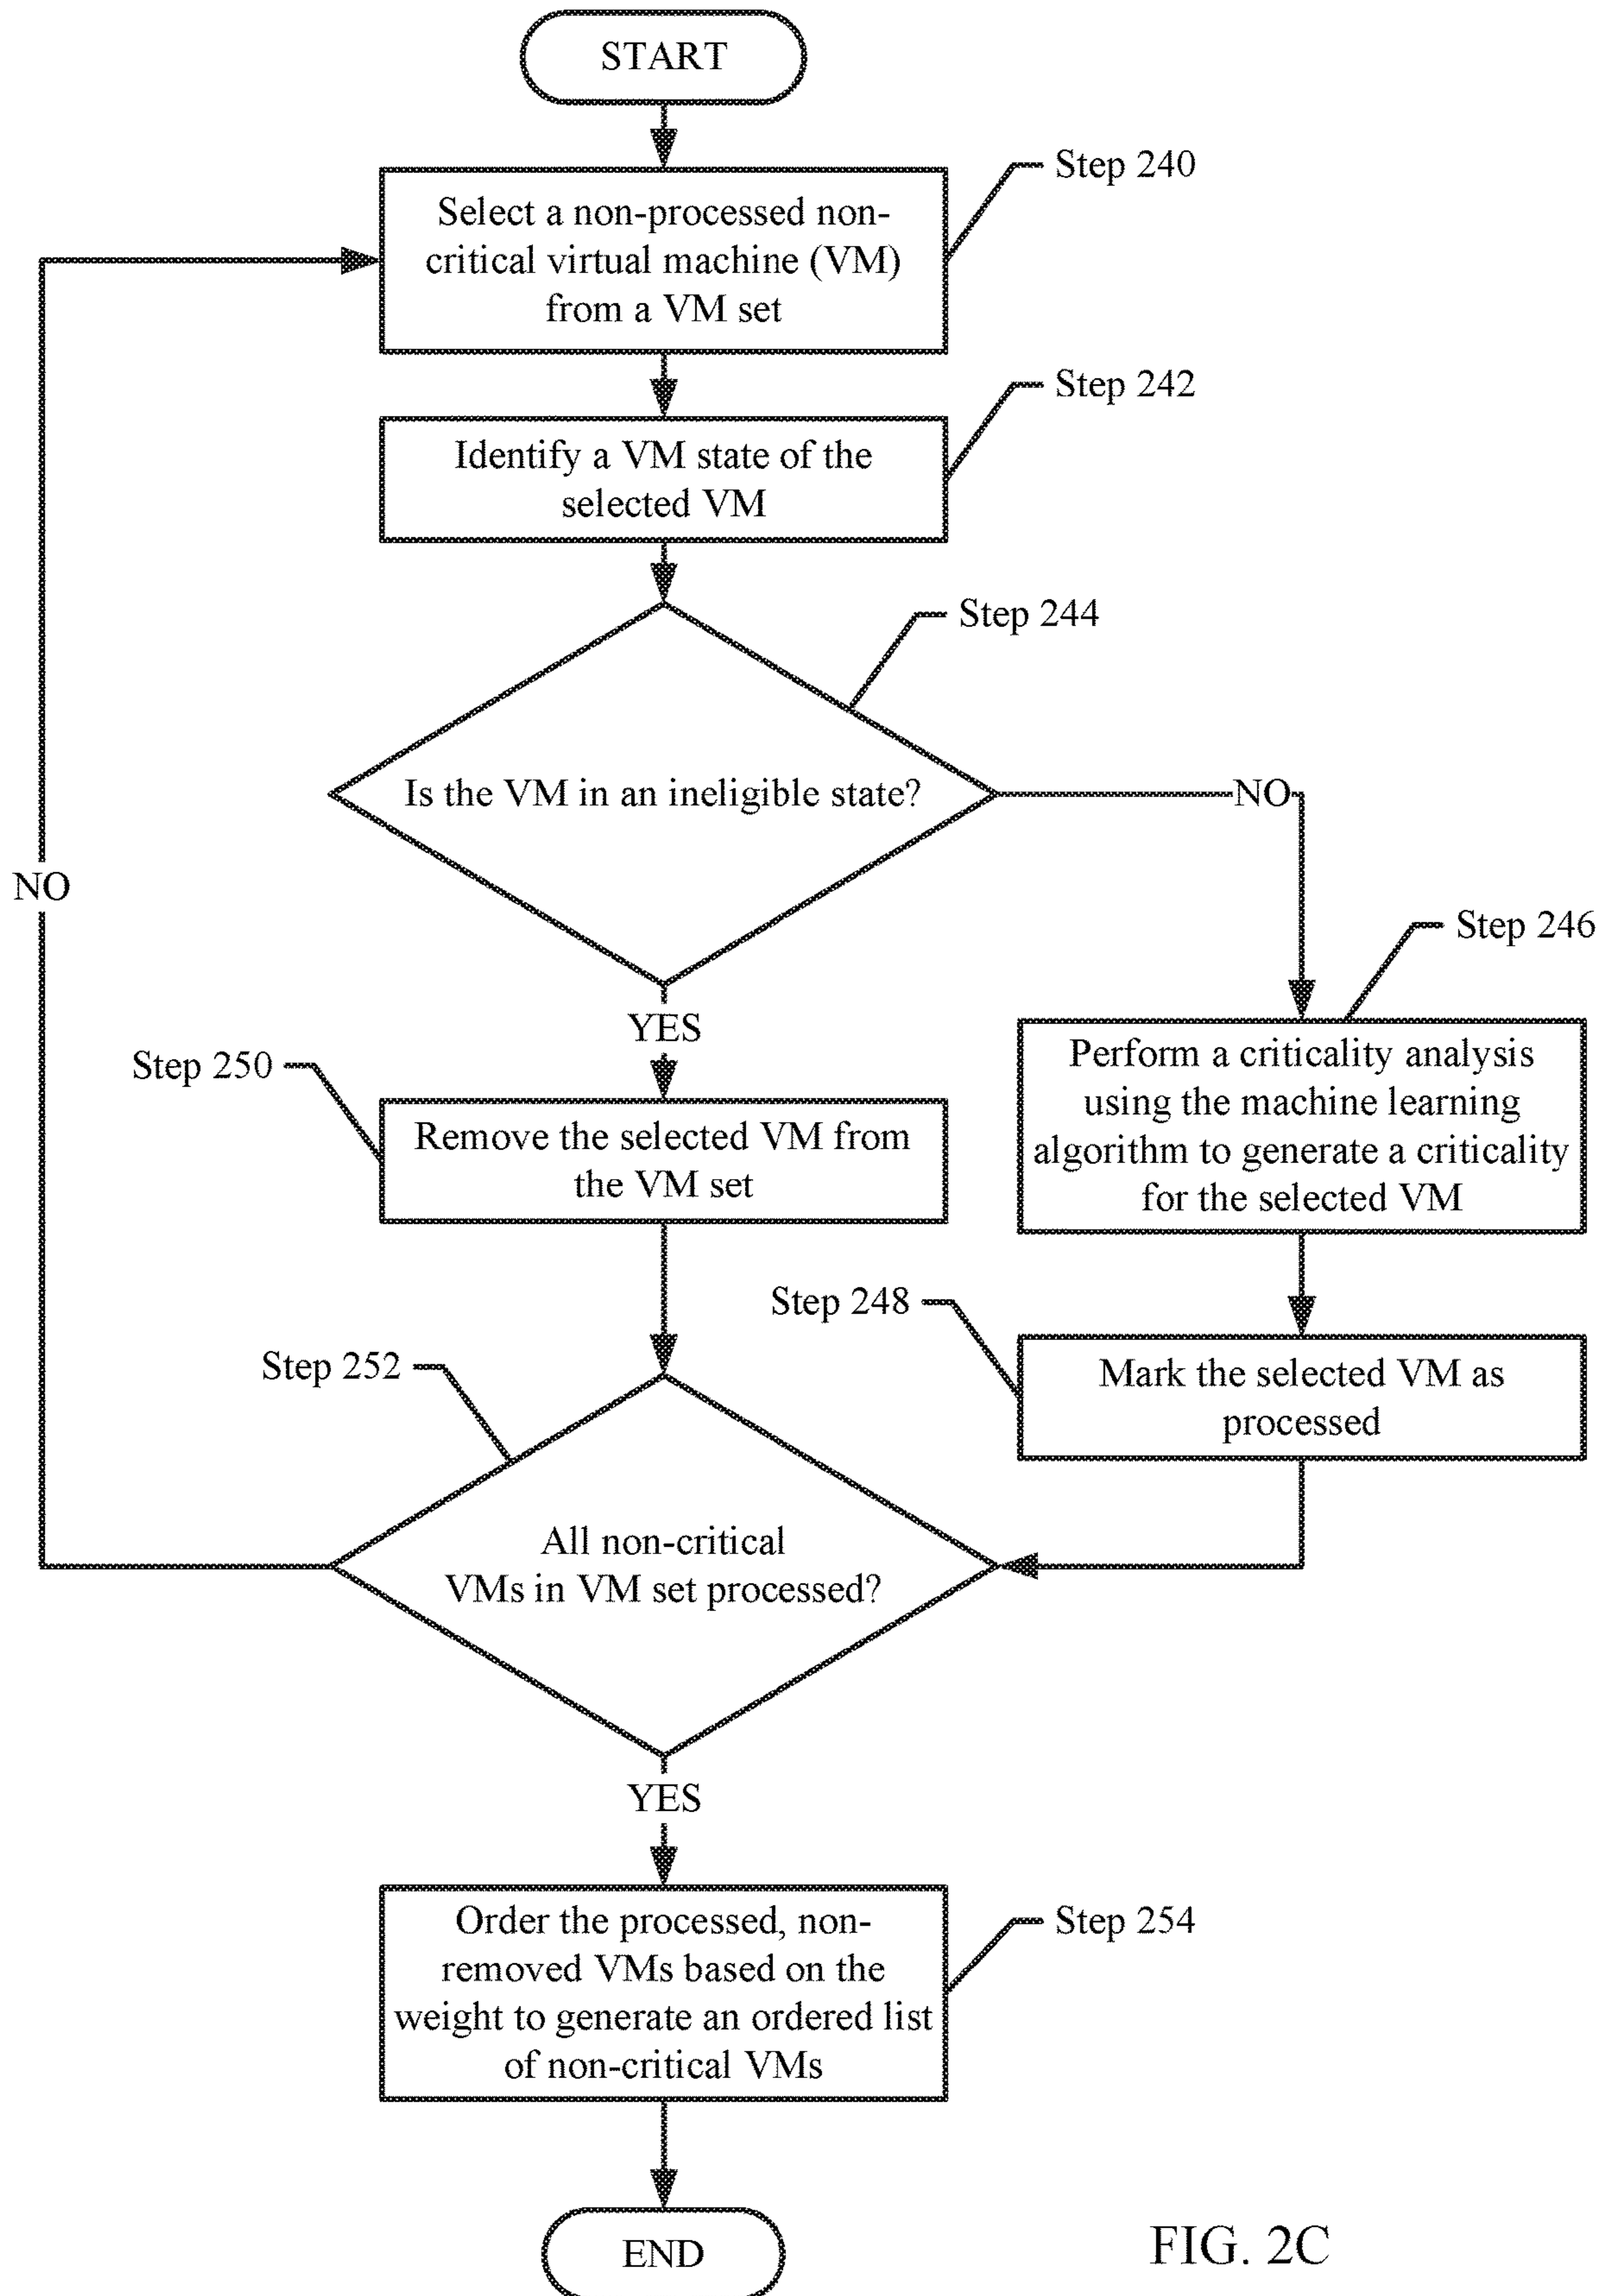 START
Step 240
Select a non-processed non-
critical virtual machine (VM)
from a VM set
Step 242
Identify a VM state of the
selected VM
Step 244
Is the VM in an ineligible state?
NO
NO
Step 246
YES
Perform a criticality analysis
using the machine learning
algorithm to generate a criticality
for the selected VM
Step 250
Remove the selected VM from
the VM set
Step 248
Mark the selected VM as
processed
Step 252
All non-critical
VMs in VM set processed?
YES
Order the processed, non-
removed VMs based on the
weight to generate an ordered list
of non-critical VMs
Step 254
END
FIG. 2C